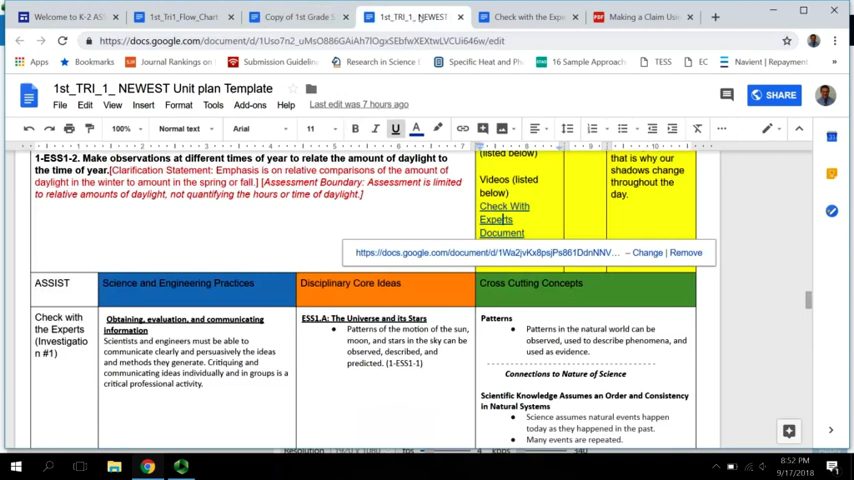 Welcome to K-2 ASS
1st_Tri1_Flow_Chart
Copy of 1st Grade S
1st_TRI_1_ NEWEST
Check with the Exp
Making a Claim Usin
https://docs.google.com/document/d/1Uso7n2_uMsO886GAiAh7lOgxSEbfwXEXtwLVCUi646w/edit
Apps
Bookmarks
Journal Rankings on
Submission Guideling
Research in Science
Specific Heat and Pot
16 Sample Approach
TESS
EC
Navient | Repayment
1st_TRI_1_ NEWEST Unit plan Template
File Edit View Insert Format Tools Add-ons Help Last edit was 7 hours ago
SHARE
100% Normal text Arial 11 B I U A
1-ESS1-2. Make observations at different times of year to relate the amount of daylight to
the time of year.[Clarification Statement: Emphasis is on relative comparisons of the amount of
daylight in the winter to amount in the spring or fall.] [Assessment Boundary: Assessment is limited
to relative amounts of daylight, not quantifying the hours or time of daylight.]
(listed below)
Videos (listed
below)
Check With
Experts
Document
that is why our
shadows change
throughout the
day.
https://docs.google.com/document/d/1Wa2jvKx8psjPs861DdnNNV... – Change | Remove
ASSIST
Science and Engineering Practices
Disciplinary Core Ideas
Cross Cutting Concepts
Check with
the Experts
(Investigatio
n #1)
Obtaining, evaluation, and communicating
information
Scientists and engineers must be able to
communicate clearly and persuasively the ideas
and methods they generate. Critiquing and
communicating ideas individually and in groups is a
critical professional activity.
ESS1.A: The Universe and its Stars
● Patterns of the motion of the sun,
moon, and stars in the sky can be
observed, described, and
predicted. (1-ESS1-1)
Patterns
● Patterns in the natural world can be
observed, used to describe phenomena, and
used as evidence.
Connections to Nature of Science
Scientific Knowledge Assumes an Order and Consistency
in Natural Systems
● Science assumes natural events happen
today as they happened in the past.
● Many events are repeated.
Resolution 1920 x 1080
kbps 340
8:52 PM
9/17/2018